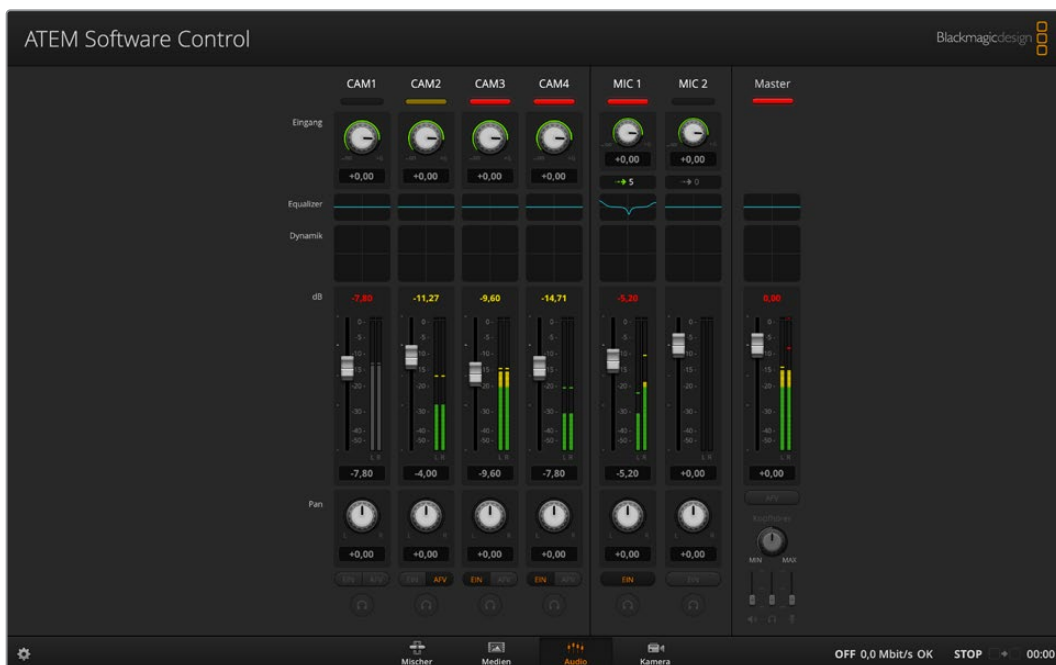 ATEM Software Control
Blackmagicdesign
CAM1 CAM2 CAM3 CAM4 MIC 1 MIC 2 Master
Eingang
+0,00 +0,00 +0,00 +0,00 +0,00 +0,00
5 0
Equalizer
Dynamik
dB -7,80 -11,27 -9,60 -14,71 -5,20 0,00
-7,80 -4,00 -9,60 -7,80 -5,20 +0,00 +0,00
AFV
Pan
Kopfhörer
L R L R L R L R L R L R
MIN MAX
+0,00 +0,00 +0,00 +0,00 +0,00 +0,00
EIN AFV EIN AFV EIN AFV EIN AFV EIN EIN
Mischer Medien Audio Kamera
OFF 0,0 Mbit/s OK STOP 00:00